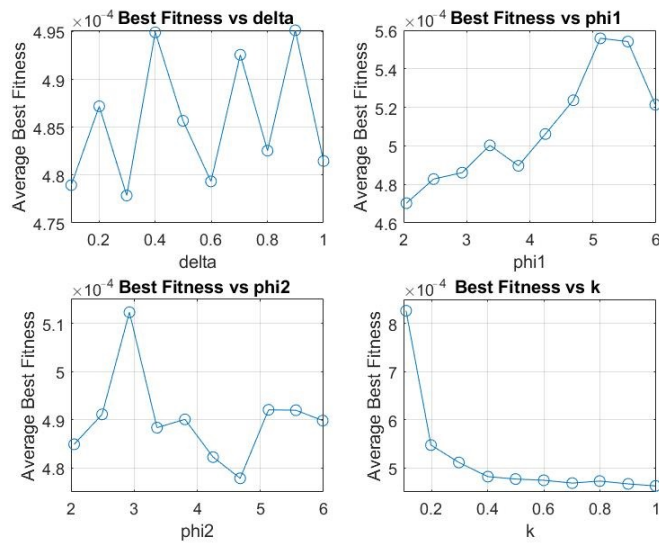 ×10⁻⁴ Best Fitness vs delta
4.95
4.9
4.85
4.8
4.75
Average Best Fitness
0.2 0.4 0.6 0.8 1
delta
×10⁻⁴ Best Fitness vs phi1
5.6
5.4
5.2
5
4.8
4.6
Average Best Fitness
2 3 4 5 6
phi1
×10⁻⁴ Best Fitness vs phi2
5.1
5
4.9
4.8
Average Best Fitness
2 3 4 5 6
phi2
×10⁻⁴ Best Fitness vs k
8
7
6
5
Average Best Fitness
0.2 0.4 0.6 0.8 1
k